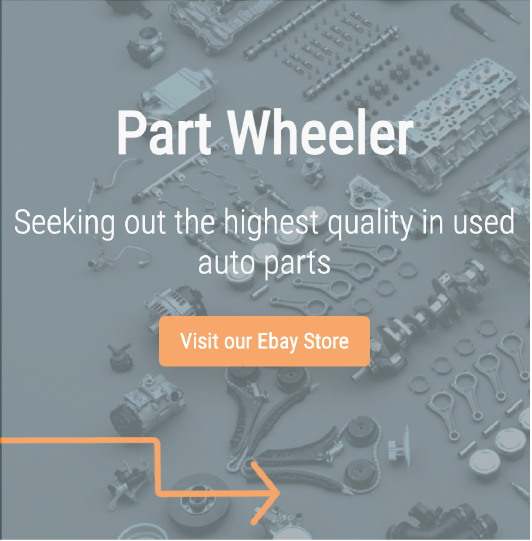 Part Wheeler
Seeking out the highest quality in used
auto parts
Visit our Ebay Store